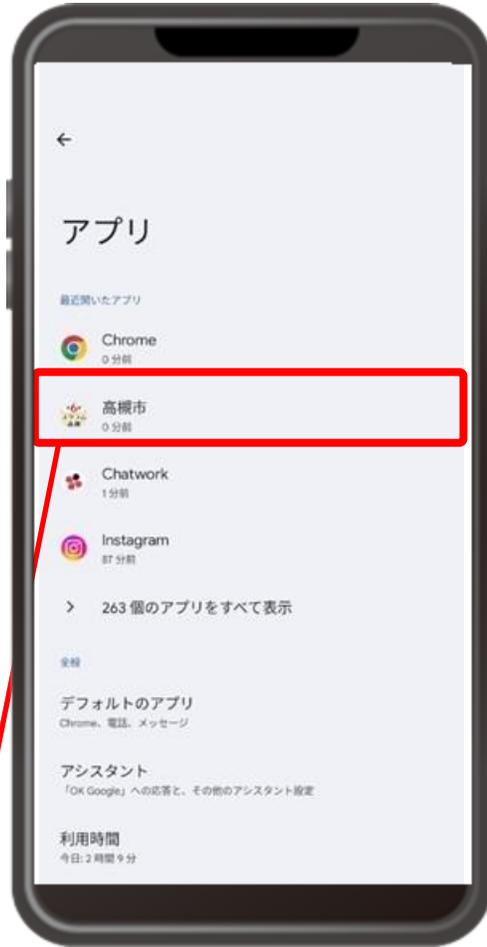 ←
アプリ
最近開いたアプリ
Chrome
0 分前
高槻市
0 分前
Chatwork
1 分前
Instagram
87 分前
> 263 個のアプリをすべて表示
全般
デフォルトのアプリ
Chrome、電話、メッセージ
アシスタント
「OK Google」への応答と、その他のアシスタント設定
利用時間
今日: 2 時間 9 分